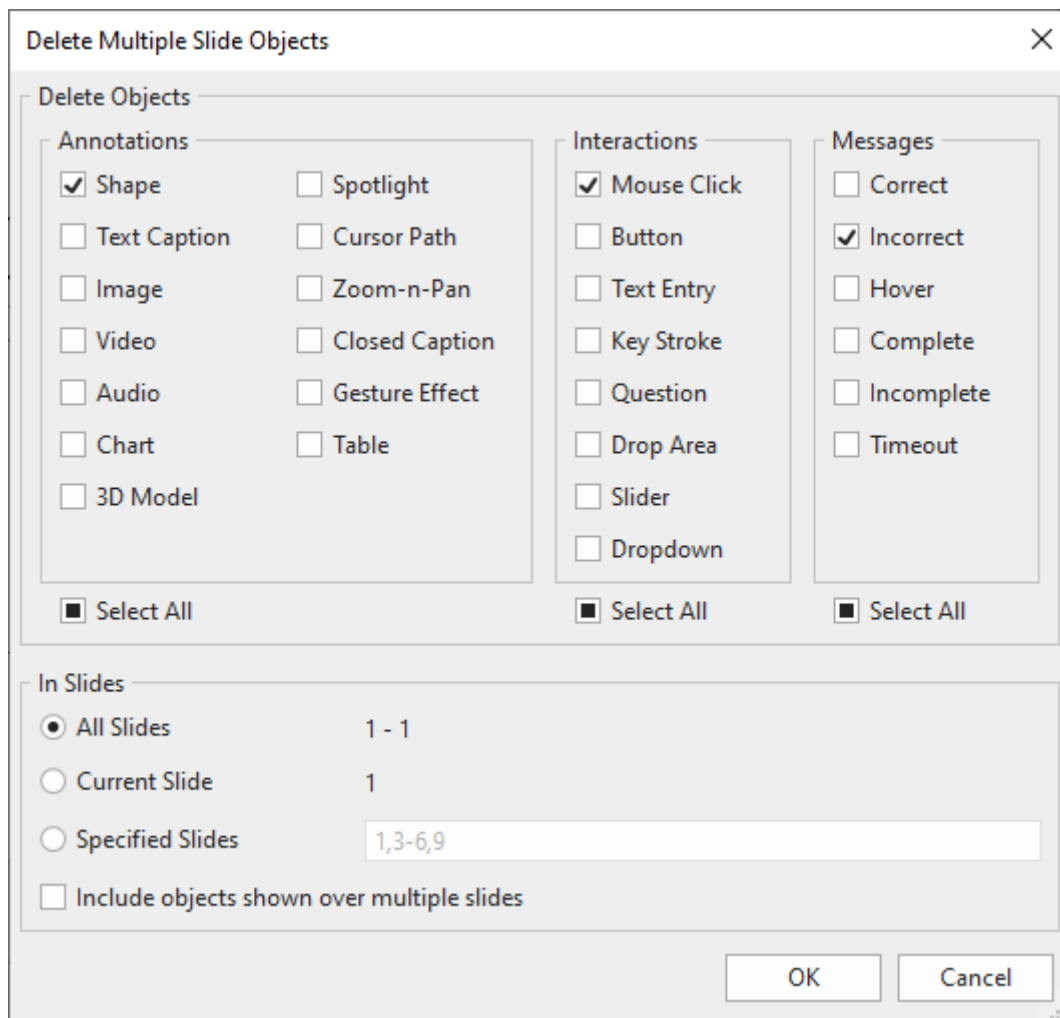 Delete Multiple Slide Objects
Delete Objects
Annotations
Shape
Text Caption
Image
Video
Audio
Chart
3D Model
Spotlight
Cursor Path
Zoom-n-Pan
Closed Caption
Gesture Effect
Table
Select All
Interactions
Mouse Click
Button
Text Entry
Key Stroke
Question
Drop Area
Slider
Dropdown
Select All
Messages
Correct
Incorrect
Hover
Complete
Incomplete
Timeout
Select All
In Slides
All Slides 1 - 1
Current Slide 1
Specified Slides 1,3-6,9
Include objects shown over multiple slides
OK Cancel